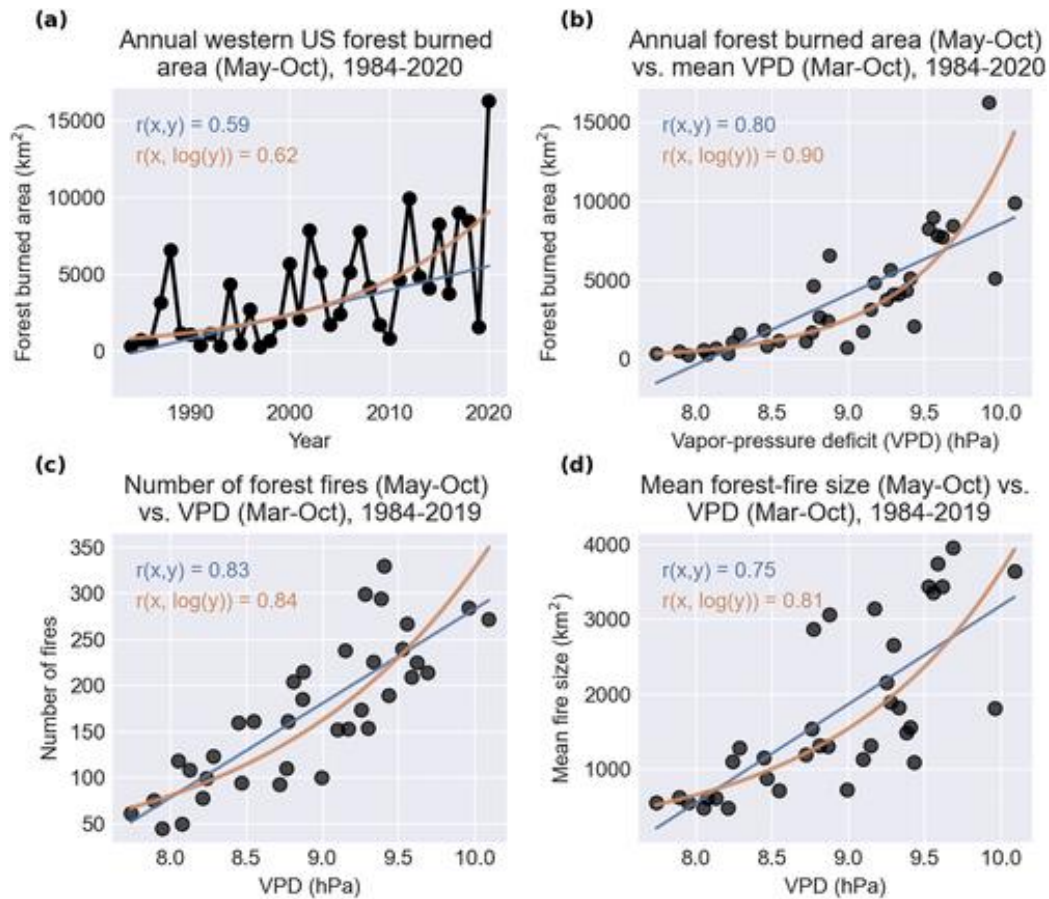 (a)
Annual western US forest burned
area (May-Oct), 1984-2020
r(x,y) = 0.59
r(x, log(y)) = 0.62
Forest burned area (km²)
15000
10000
5000
0
1990
2000
2010
2020
Year
(b)
Annual forest burned area (May-Oct)
vs. mean VPD (Mar-Oct), 1984-2020
r(x,y) = 0.80
r(x, log(y)) = 0.90
Forest burned area (km²)
15000
10000
5000
0
8.0
8.5
9.0
9.5
10.0
Vapor-pressure deficit (VPD) (hPa)
(c)
Number of forest fires (May-Oct)
vs. VPD (Mar-Oct), 1984-2019
r(x,y) = 0.83
r(x, log(y)) = 0.84
Number of fires
350
300
250
200
150
100
50
8.0
8.5
9.0
9.5
10.0
VPD (hPa)
(d)
Mean forest-fire size (May-Oct) vs.
VPD (Mar-Oct), 1984-2019
r(x,y) = 0.75
r(x, log(y)) = 0.81
Mean fire size (km²)
4000
3000
2000
1000
8.0
8.5
9.0
9.5
10.0
VPD (hPa)